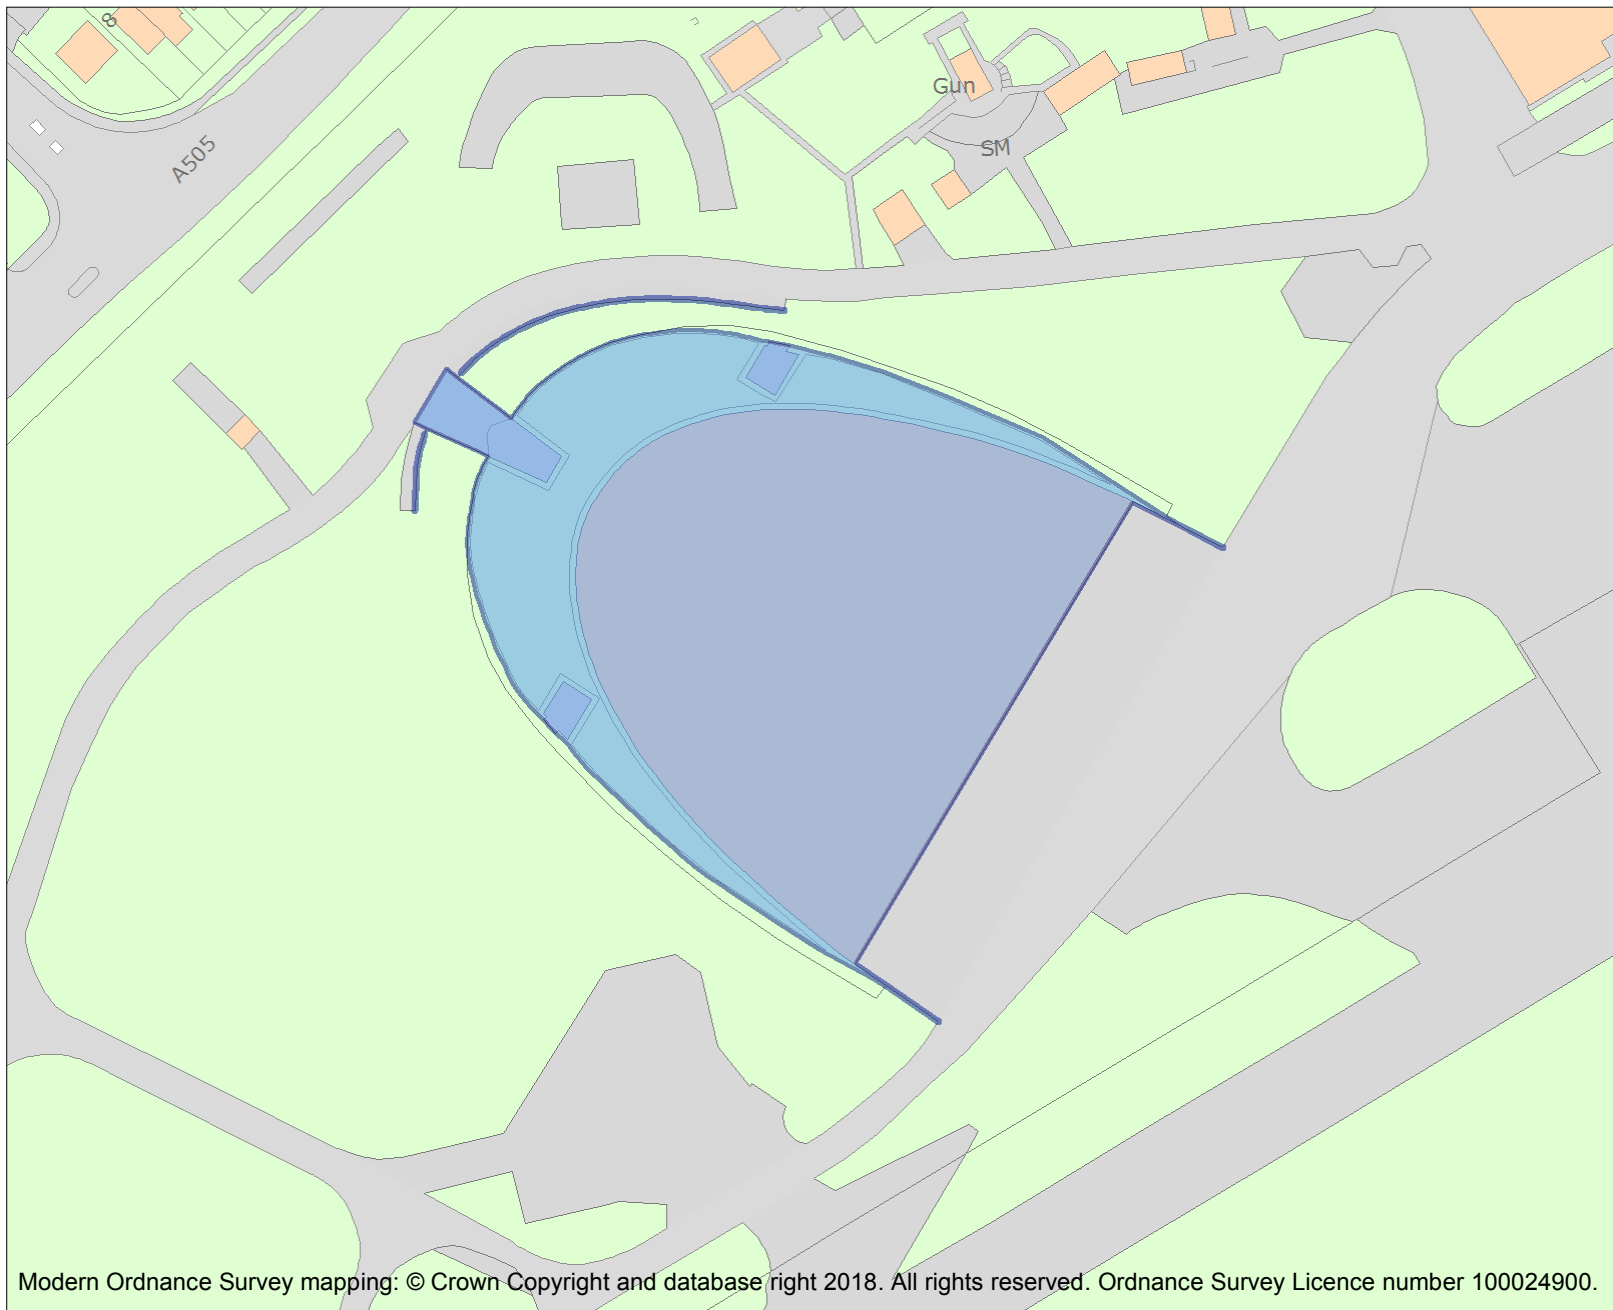 8
A505
Gun
SM
Modern Ordnance Survey mapping: © Crown Copyright and database right 2018. All rights reserved. Ordnance Survey Licence number 100024900.